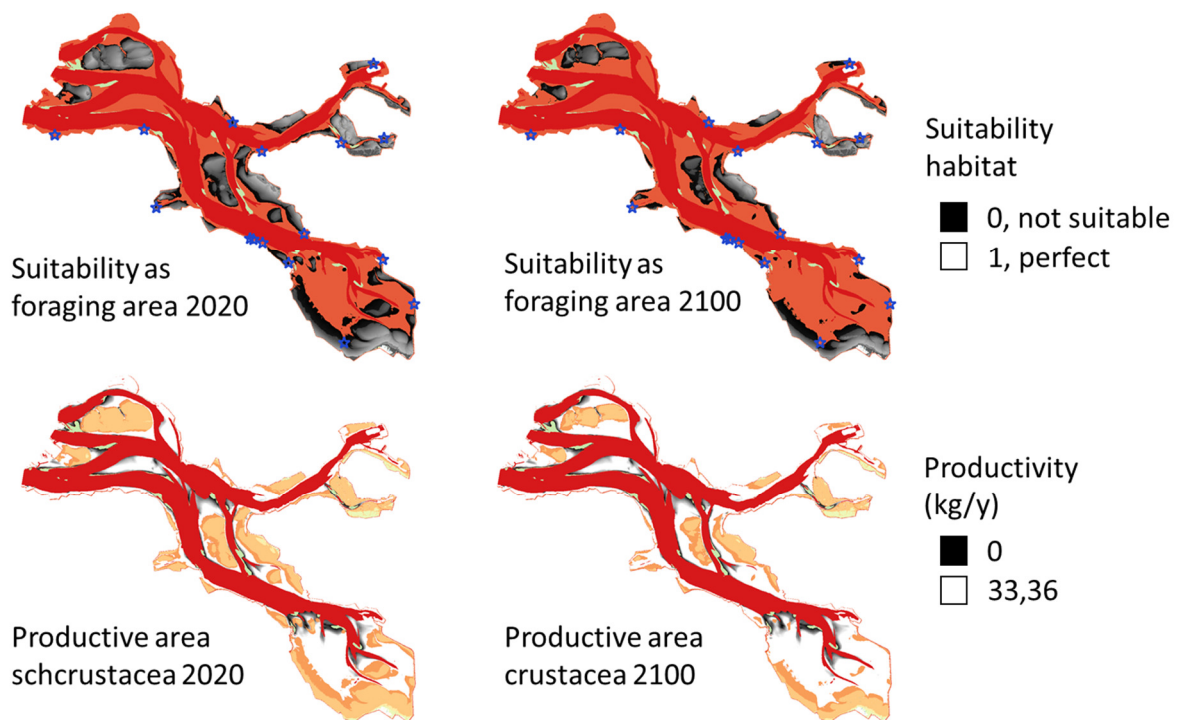 Suitability as
foraging area 2020
Suitability as
foraging area 2100
Suitability
habitat
0, not suitable
1, perfect
Productive area
schcrustacea 2020
Productive area
crustacea 2100
Productivity
(kg/y)
0
33,36